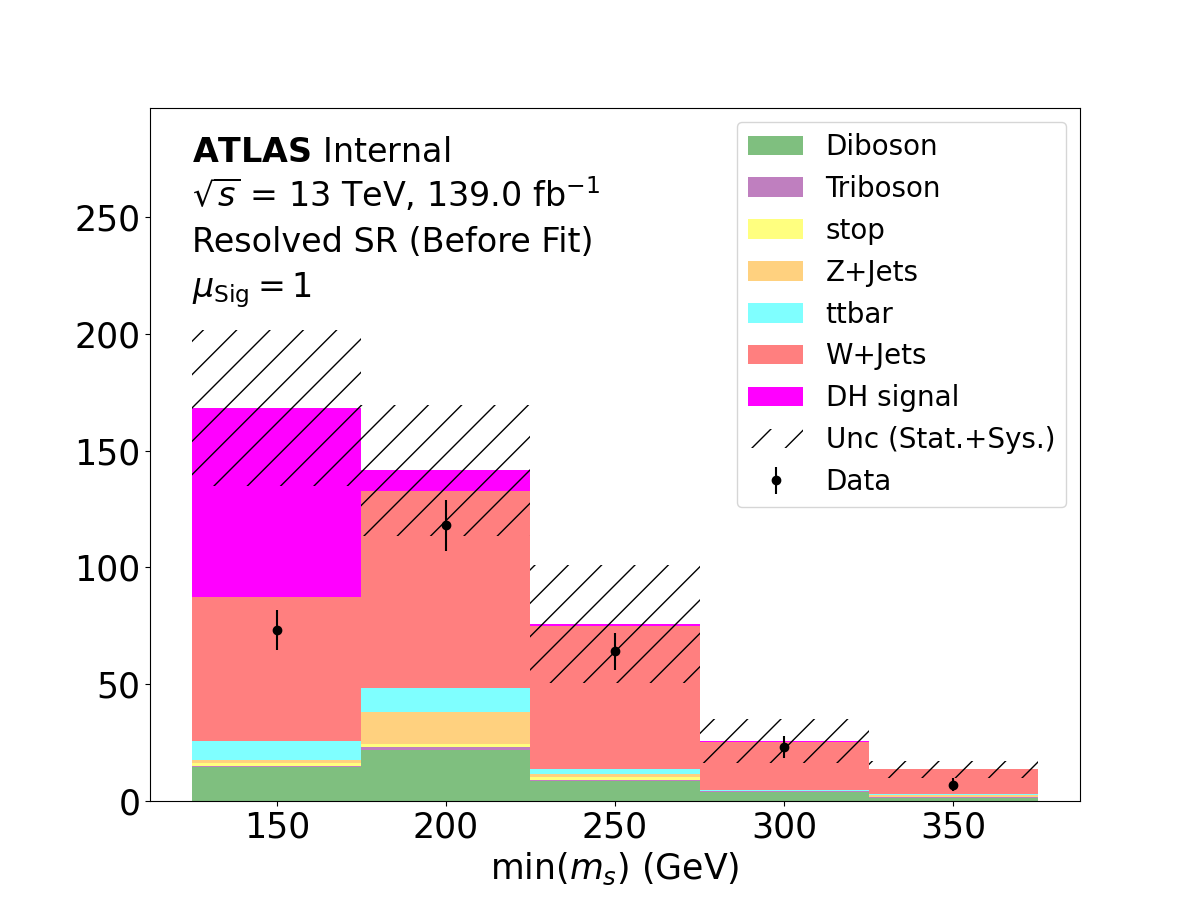 ATLAS Internal
√s = 13 TeV, 139.0 fb⁻¹
Resolved SR (Before Fit)
μSig = 1
Diboson
Triboson
stop
Z+Jets
ttbar
W+Jets
DH signal
Unc (Stat.+Sys.)
Data
250
200
150
100
50
0
150 200 250 300 350
min(mₛ) (GeV)